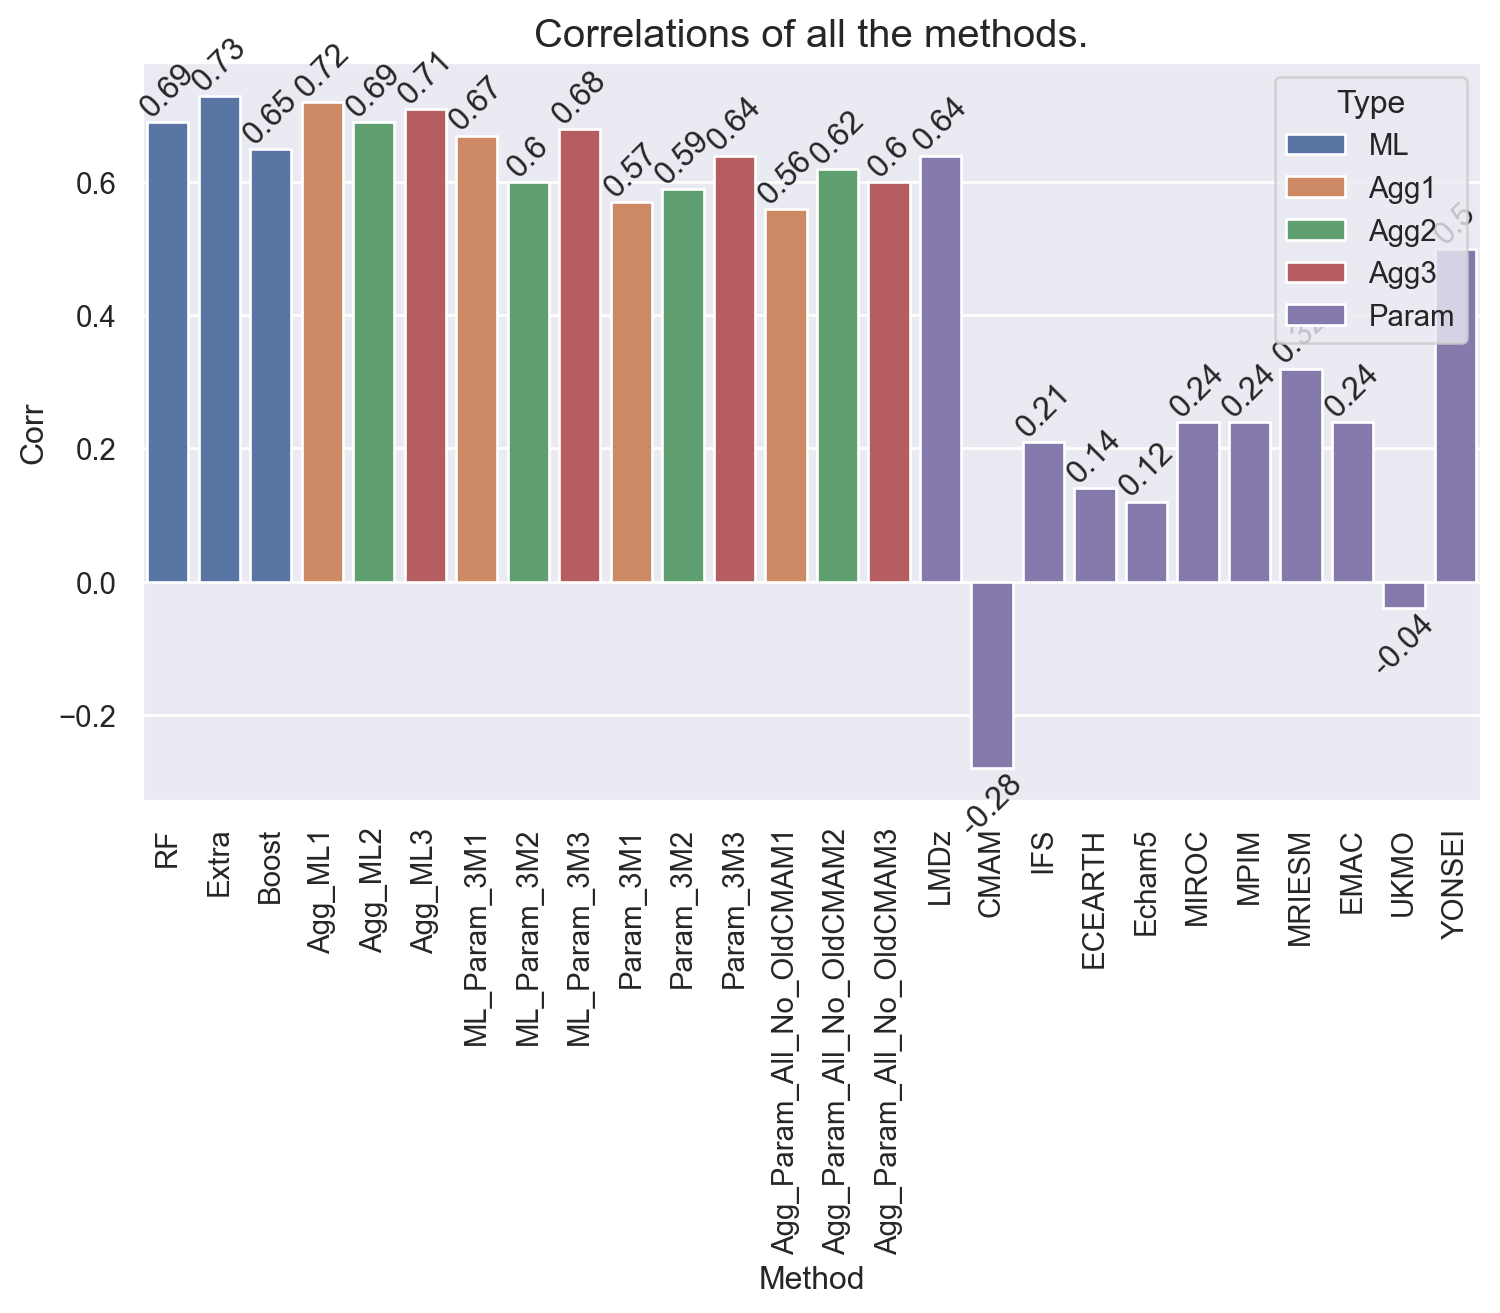 Correlations of all the methods.
0.69
0.73
0.65
0.72
0.69
0.71
0.67
0.6
0.68
0.57
0.59
0.64
0.56
0.62
0.6
0.64
-0.28
0.21
0.14
0.12
0.24
0.24
0.32
0.24
-0.04
0.5
Type
ML
Agg1
Agg2
Agg3
Param
Corr
0.6
0.4
0.2
0.0
−0.2
RF
Extra
Boost
Agg_ML1
Agg_ML2
Agg_ML3
ML_Param_3M1
ML_Param_3M2
ML_Param_3M3
Param_3M1
Param_3M2
Param_3M3
Agg_Param_All_No_OldCMAM1
Agg_Param_All_No_OldCMAM2
Agg_Param_All_No_OldCMAM3
LMDz
CMAM
IFS
ECEARTH
Echam5
MIROC
MPIM
MRIESM
EMAC
UKMO
YONSEI
Method